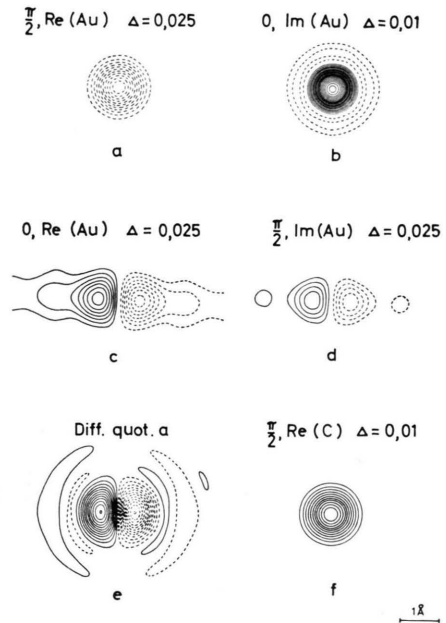 π/2, Re (Au) Δ = 0,025
0, Im (Au) Δ = 0,01
a
b
0, Re (Au) Δ = 0,025
π/2, Im (Au) Δ = 0,025
c
d
Diff. quot. a
π/2, Re (C) Δ = 0,01
e
f
1Å